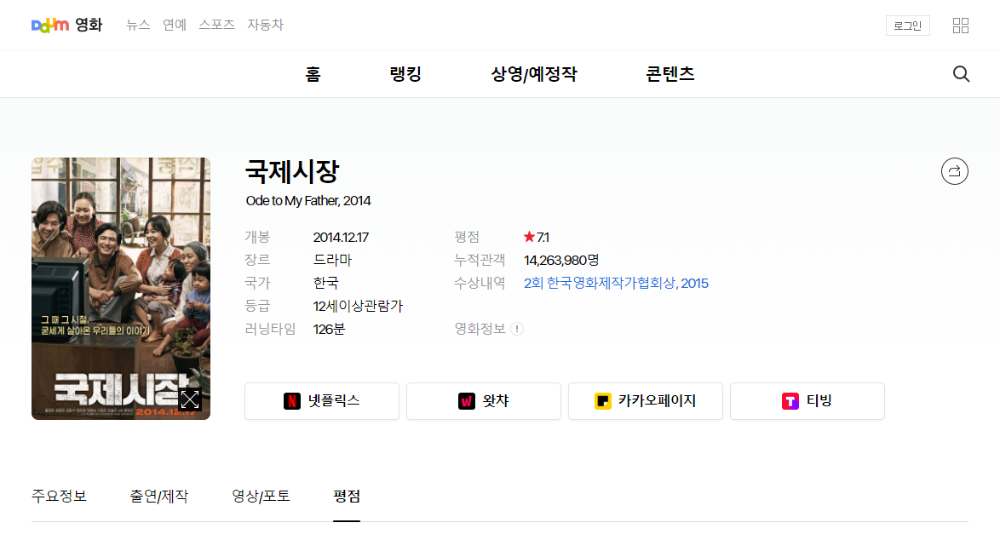 Daum 영화 뉴스 연예 스포츠 자동차 로그인
홈 랭킹 상영/예정작 콘텐츠
국제시장
Ode to My Father, 2014
개봉 2014.12.17 평점 ★7.1
장르 드라마 누적관객 14,263,980명
국가 한국 수상내역 2회 한국영화제작가협회상, 2015
등급 12세이상관람가
러닝타임 126분 영화정보 !
그 때 그 시절,
굳세게 살아온 우리들의 이야기
국제시장
2014.12.17
넷플릭스 왓챠 카카오페이지 티빙
주요정보 출연/제작 영상/포토 평점